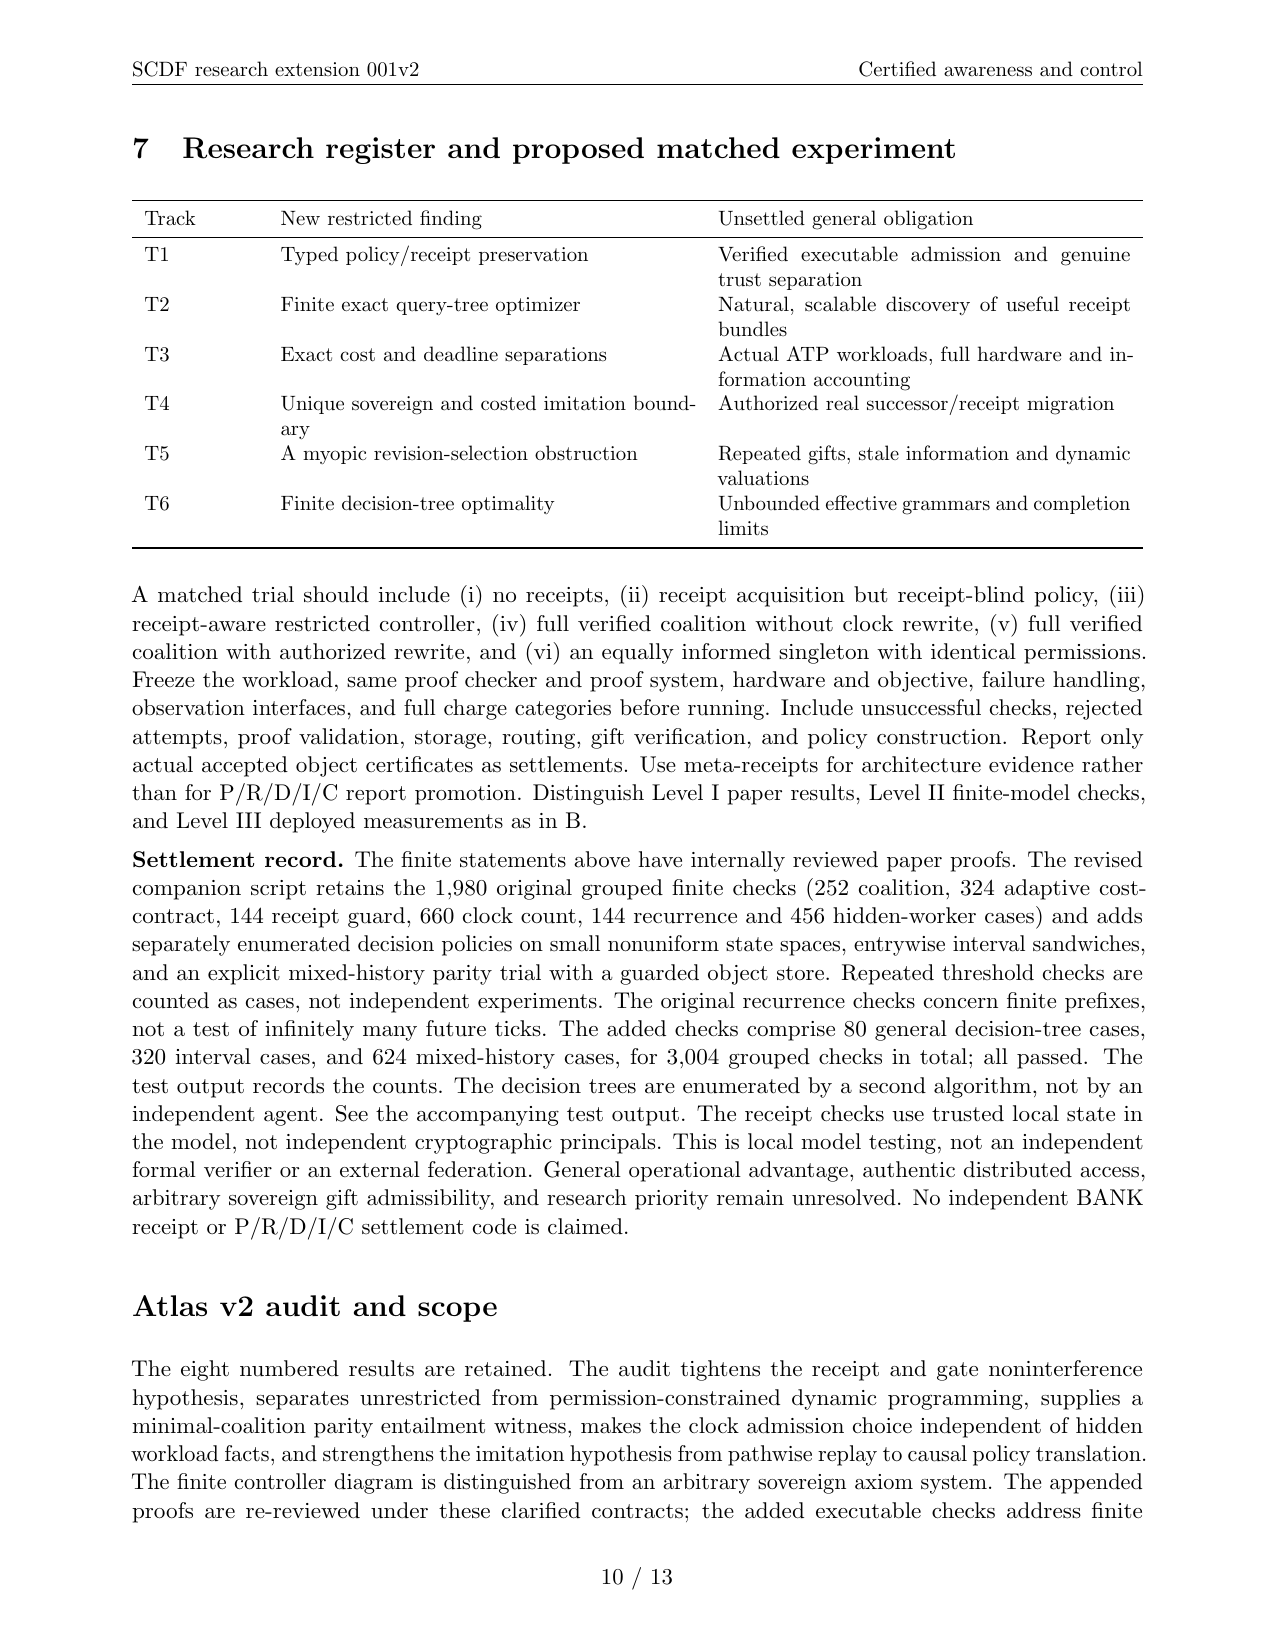 SCDF research extension 001v2
Certified awareness and control
7 Research register and proposed matched experiment
Track New restricted finding Unsettled general obligation
T1 Typed policy/receipt preservation Verified executable admission and genuine
trust separation
T2 Finite exact query-tree optimizer Natural, scalable discovery of useful receipt
bundles
T3 Exact cost and deadline separations Actual ATP workloads, full hardware and in-
formation accounting
T4 Unique sovereign and costed imitation bound- Authorized real successor/receipt migration
ary
T5 A myopic revision-selection obstruction Repeated gifts, stale information and dynamic
valuations
T6 Finite decision-tree optimality Unbounded effective grammars and completion
limits
A matched trial should include (i) no receipts, (ii) receipt acquisition but receipt-blind policy, (iii)
receipt-aware restricted controller, (iv) full verified coalition without clock rewrite, (v) full verified
coalition with authorized rewrite, and (vi) an equally informed singleton with identical permissions.
Freeze the workload, same proof checker and proof system, hardware and objective, failure handling,
observation interfaces, and full charge categories before running. Include unsuccessful checks, rejected
attempts, proof validation, storage, routing, gift verification, and policy construction. Report only
actual accepted object certificates as settlements. Use meta-receipts for architecture evidence rather
than for P/R/D/I/C report promotion. Distinguish Level I paper results, Level II finite-model checks,
and Level III deployed measurements as in B.
Settlement record. The finite statements above have internally reviewed paper proofs. The revised
companion script retains the 1,980 original grouped finite checks (252 coalition, 324 adaptive cost-
contract, 144 receipt guard, 660 clock count, 144 recurrence and 456 hidden-worker cases) and adds
separately enumerated decision policies on small nonuniform state spaces, entrywise interval sandwiches,
and an explicit mixed-history parity trial with a guarded object store. Repeated threshold checks are
counted as cases, not independent experiments. The original recurrence checks concern finite prefixes,
not a test of infinitely many future ticks. The added checks comprise 80 general decision-tree cases,
320 interval cases, and 624 mixed-history cases, for 3,004 grouped checks in total; all passed. The
test output records the counts. The decision trees are enumerated by a second algorithm, not by an
independent agent. See the accompanying test output. The receipt checks use trusted local state in
the model, not independent cryptographic principals. This is local model testing, not an independent
formal verifier or an external federation. General operational advantage, authentic distributed access,
arbitrary sovereign gift admissibility, and research priority remain unresolved. No independent BANK
receipt or P/R/D/I/C settlement code is claimed.
Atlas v2 audit and scope
The eight numbered results are retained. The audit tightens the receipt and gate noninterference
hypothesis, separates unrestricted from permission-constrained dynamic programming, supplies a
minimal-coalition parity entailment witness, makes the clock admission choice independent of hidden
workload facts, and strengthens the imitation hypothesis from pathwise replay to causal policy translation.
The finite controller diagram is distinguished from an arbitrary sovereign axiom system. The appended
proofs are re-reviewed under these clarified contracts; the added executable checks address finite
10 / 13